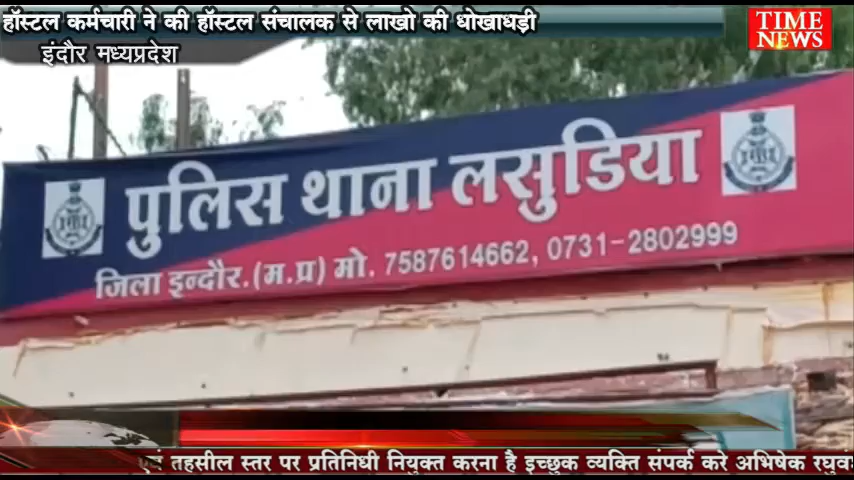 हॉस्टल कर्मचारी ने की हॉस्टल संचालक से लाखो की धोखाधड़ी
इंदौर मध्यप्रदेश
TIME
NEWS
पुलिस थाना लसुडिया
जिला इन्दौर.(म.प्र) मो. 7587614662, 0731-2802999
एवं तहसील स्तर पर प्रतिनिधी नियुक्त करना है इच्छुक व्यक्ति संपर्क करे अभिषेक